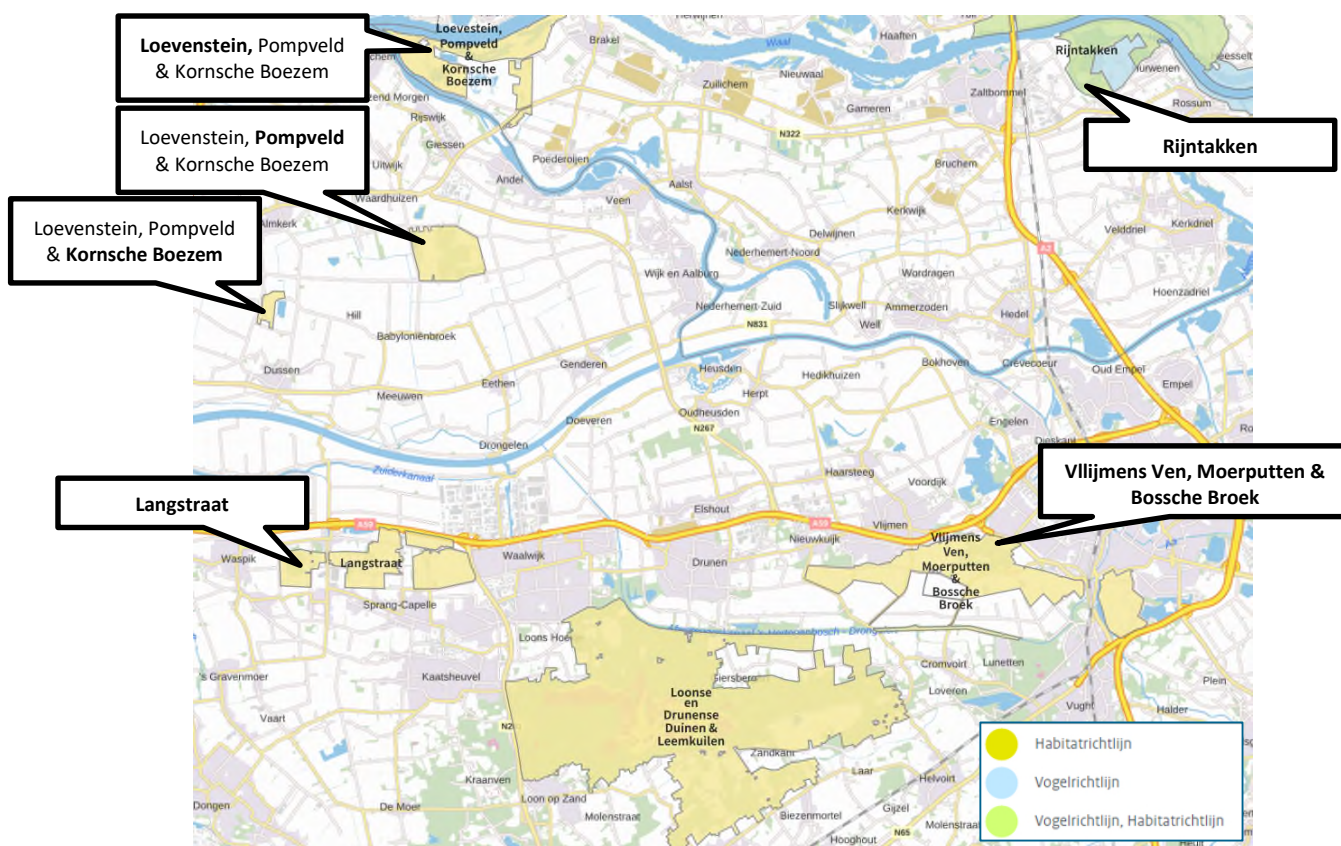 Loevenstein, Pompveld
& Kornsche Boezem
Loevenstein, Pompveld
& Kornsche Boezem
Loevenstein, Pompveld
& Kornsche Boezem
Rijntakken
Langstraat
Vllijmens Ven, Moerputten &
Bossche Broek
Loevestein,
Pompveld
&
Kornsche
Boezem
Brakel
Waal
Haaften
Rijntakken
Zuilichem
Nieuwaal
Zaltbommel
Gameren
Rossum
N322
Rijswijk
Giessen
Uitwijk
Poederoijen
Andel
Aalst
Bruchem
Waardhuizen
Veen
Kerkwijk
Velddriel
Kerkdriel
Delwijnen
A2
Nederhemert-Noord
Wijk en Aalburg
Wordragen
Hoenzadriel
Nederhemert-Zuid
Slijkwell
Ammerzoden
Hedel
Hill
Well
N831
Babyloniënbroek
Genderen
Bokhoven
Crèvecoeur
Dussen
Heusden
Hedikhuizen
Oud Empel
Eethen
Empel
Meeuwen
Herpt
Oudheusden
Doeveren
N267
Engelen
Drongelen
Dieskant
Zuiderkanaal
Haarsteeg
Voordijk
Elshout
A59
A59
Vlijmen
Waspik
Waalwijk
Nieuwkuijk
Langstraat
Drunen
Vlijmens
Ven,
Moerputten
&
Bossche
Broek
Sprang-Capelle
's Gravenmoer
Kaatsheuvel
Cromvoirt
Lunetten
Loveren
Plein
Vaart
Loonse
en
Drunense
Duinen &
Leemkuilen
Vught
Halder
Zandkant
Kraanven
Laar
Helvoirt
Dongen
De Moer
Loon op Zand
Molenstraat
Biezenmortel
Gijzel
Molenstraat
Hooghout
N65
Habitatrichtlijn
Vogelrichtlijn
Vogelrichtlijn, Habitatrichtlijn